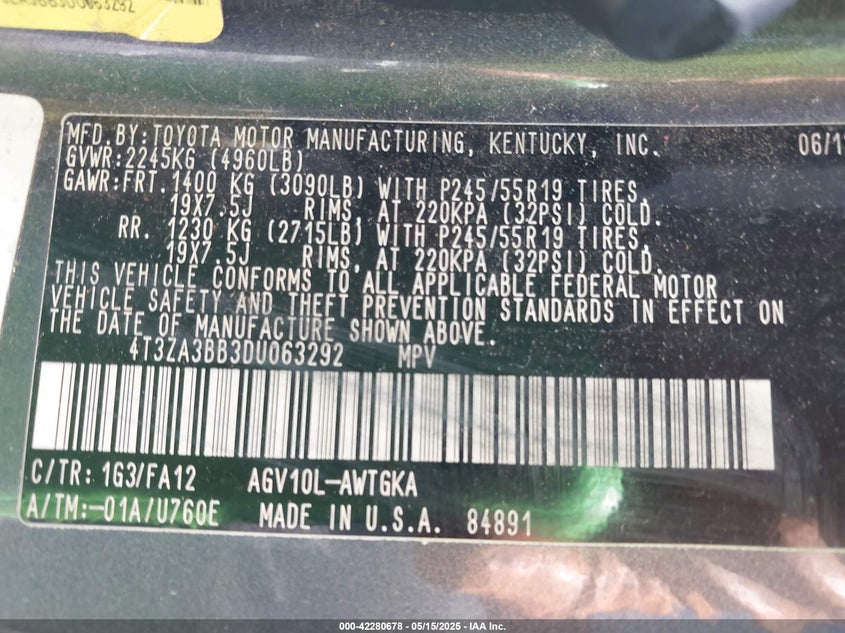 MFD. BY: TOYOTA MOTOR MANUFACTURING, KENTUCKY, INC. 06/1
GVWR: 2245KG (4960LB)
GAWR: FRT. 1400 KG (3090LB) WITH P245/55R19 TIRES,
19X7.5J RIMS, AT 220KPA (32PSI) COLD.
RR. 1230 KG (2715LB) WITH P245/55R19 TIRES,
19X7.5J RIMS, AT 220KPA (32PSI) COLD.
THIS VEHICLE CONFORMS TO ALL APPLICABLE FEDERAL MOTOR
VEHICLE SAFETY AND THEFT PREVENTION STANDARDS IN EFFECT ON
THE DATE OF MANUFACTURE SHOWN ABOVE.
4T3ZA3BB3DU063292 MPV
C/TR: 1G3/FA12 AGV10L-AWTGKA
A/TM:-01A/U760E MADE IN U.S.A. 84891
000-42280678 - 05/15/2025 - IAA Inc.